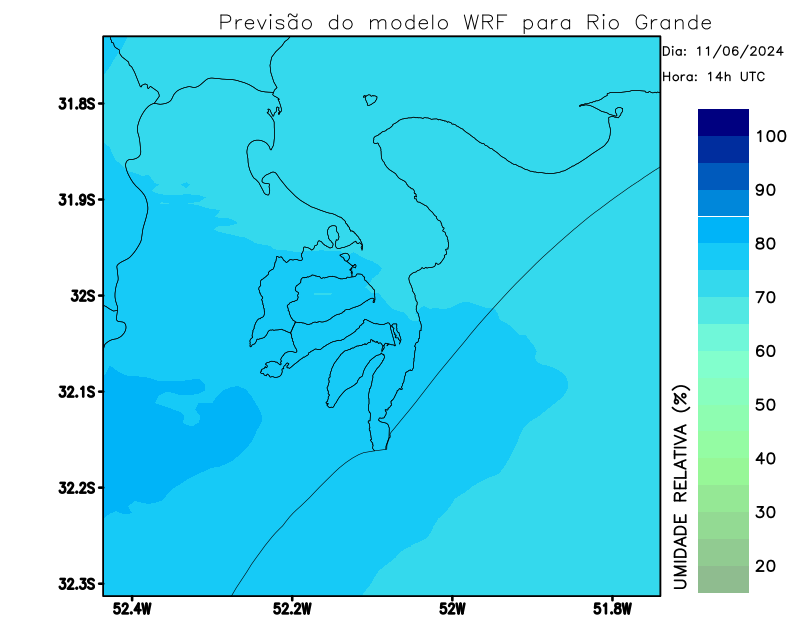 Previsão do modelo WRF para Rio Grande
Dia: 11/06/2024
Hora: 14h UTC
31.8S
31.9S
32S
32.1S
32.2S
32.3S
52.4W
52.2W
52W
51.8W
UMIDADE RELATIVA (%)
100
90
80
70
60
50
40
30
20